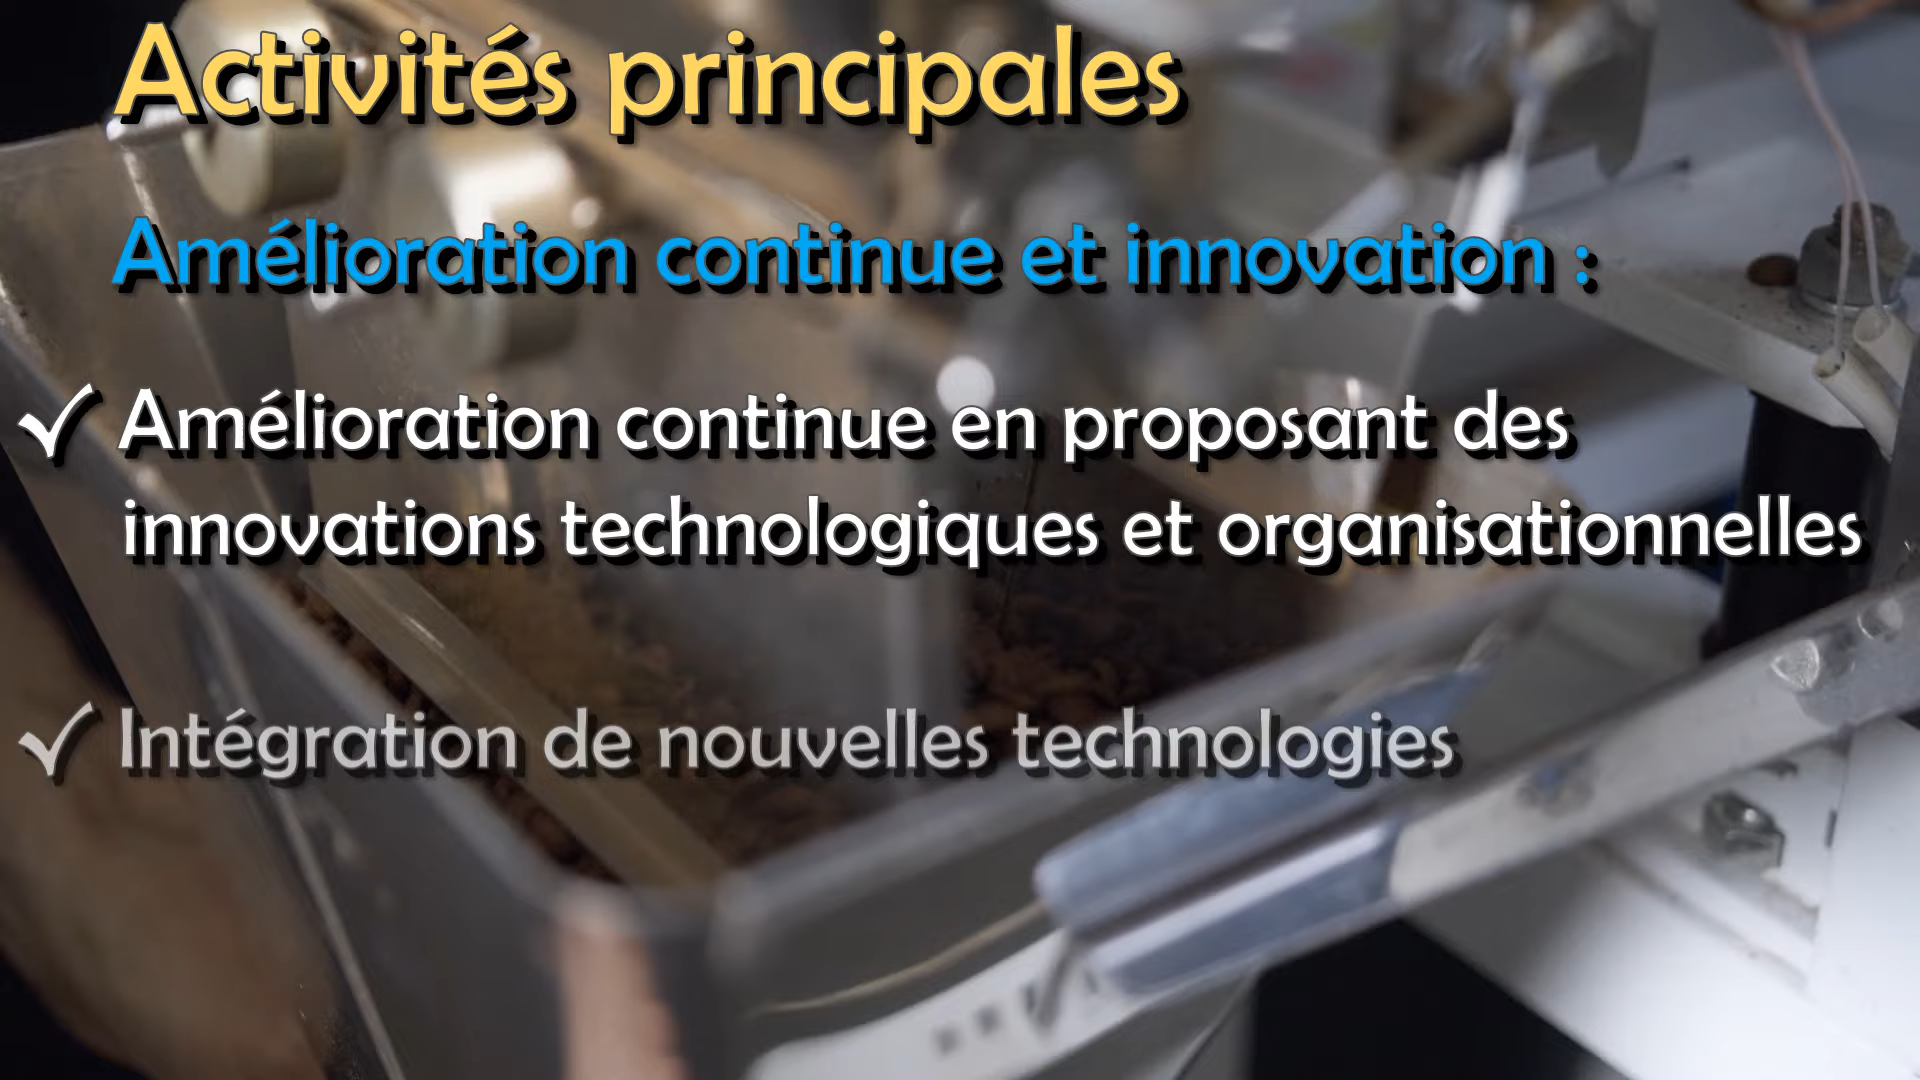 Activités principales
Amélioration continue et innovation :
✓ Amélioration continue en proposant des
innovations technologiques et organisationnelles
✓ Intégration de nouvelles technologies